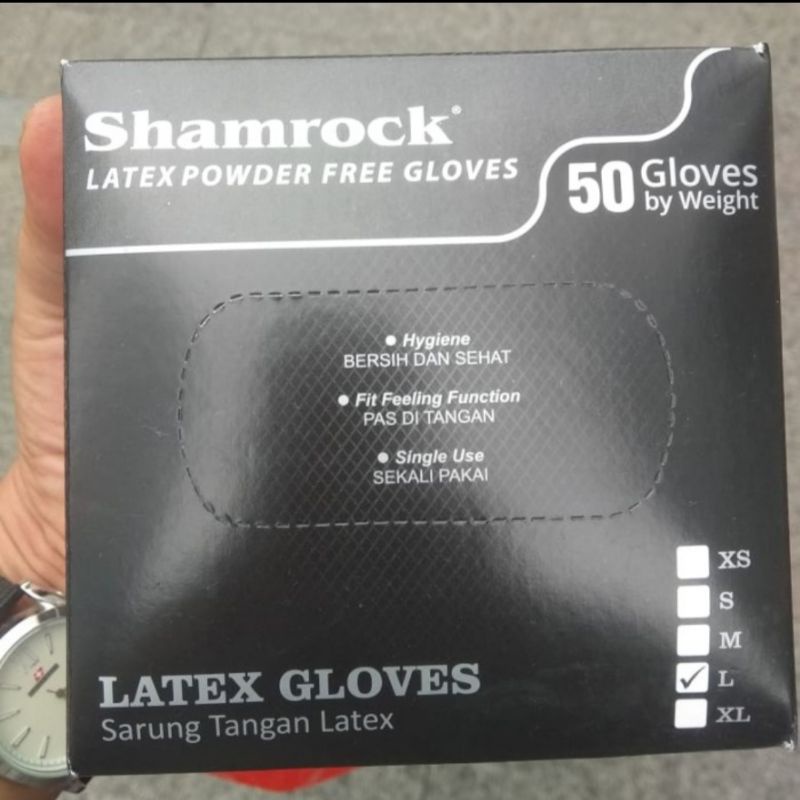 Shamrock®
LATEX POWDER FREE GLOVES
50 Gloves
by Weight
● Hygiene
BERSIH DAN SEHAT
● Fit Feeling Function
PAS DI TANGAN
● Single Use
SEKALI PAKAI
XS
S
M
✓ L
XL
LATEX GLOVES
Sarung Tangan Latex